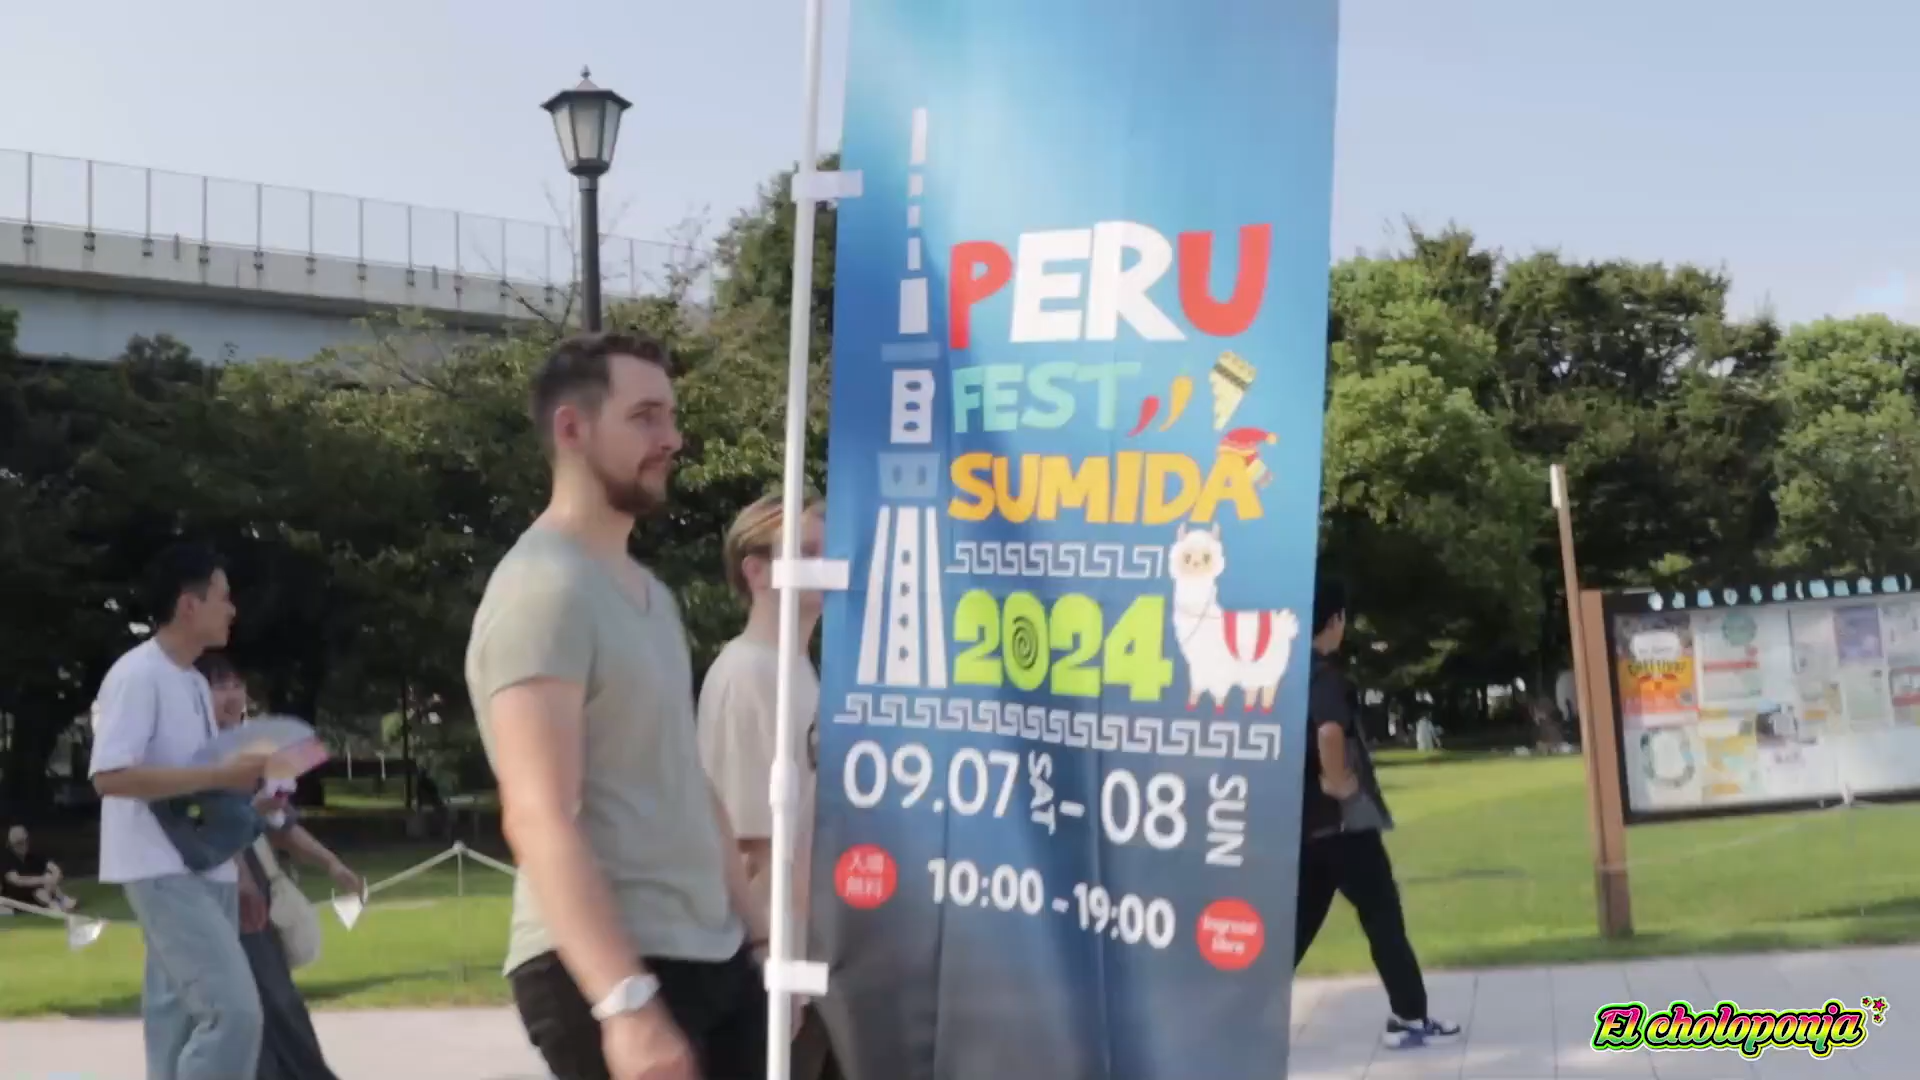 PERU
FEST
SUMIDA
2024
09.07 SAT - 08 SUN
入場
無料
10:00 - 19:00
Ingreso
libre
El choloponja